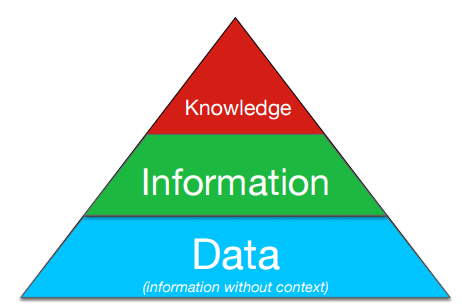 Knowledge
Information
Data
(information without context)